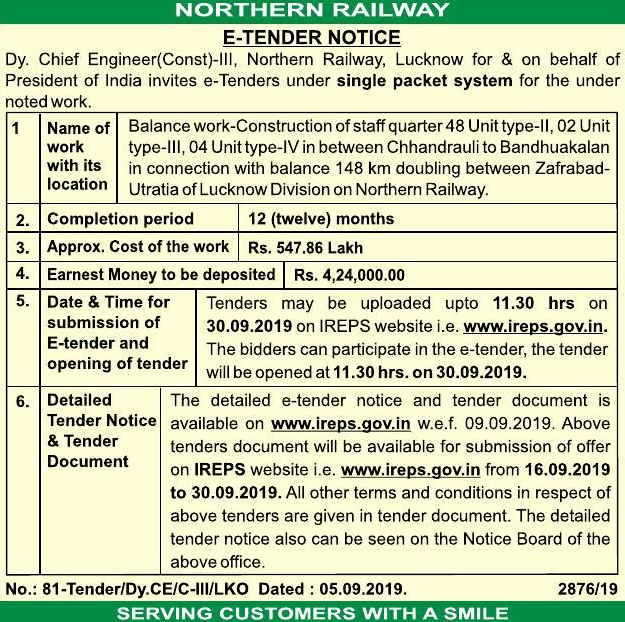 NORTHERN RAILWAY
E-TENDER NOTICE
Dy. Chief Engineer(Const)-III, Northern Railway, Lucknow for & on behalf of
President of India invites e-Tenders under single packet system for the under
noted work.
1
Name of
work
with its
location
Balance work-Construction of staff quarter 48 Unit type-II, 02 Unit
type-III, 04 Unit type-IV in between Chhandrauli to Bandhuakalan
in connection with balance 148 km doubling between Zafrabad-
Utratia of Lucknow Division on Northern Railway.
2. Completion period 12 (twelve) months
3. Approx. Cost of the work Rs. 547.86 Lakh
4. Earnest Money to be deposited Rs. 4,24,000.00
5. Date & Time for
submission of
E-tender and
opening of tender
Tenders may be uploaded upto 11.30 hrs on
30.09.2019 on IREPS website i.e. www.ireps.gov.in.
The bidders can participate in the e-tender, the tender
will be opened at 11.30 hrs. on 30.09.2019.
6. Detailed
Tender Notice
& Tender
Document
The detailed e-tender notice and tender document is
available on www.ireps.gov.in w.e.f. 09.09.2019. Above
tenders document will be available for submission of offer
on IREPS website i.e. www.ireps.gov.in from 16.09.2019
to 30.09.2019. All other terms and conditions in respect of
above tenders are given in tender document. The detailed
tender notice also can be seen on the Notice Board of the
above office.
No.: 81-Tender/Dy.CE/C-III/LKO Dated : 05.09.2019. 2876/19
SERVING CUSTOMERS WITH A SMILE